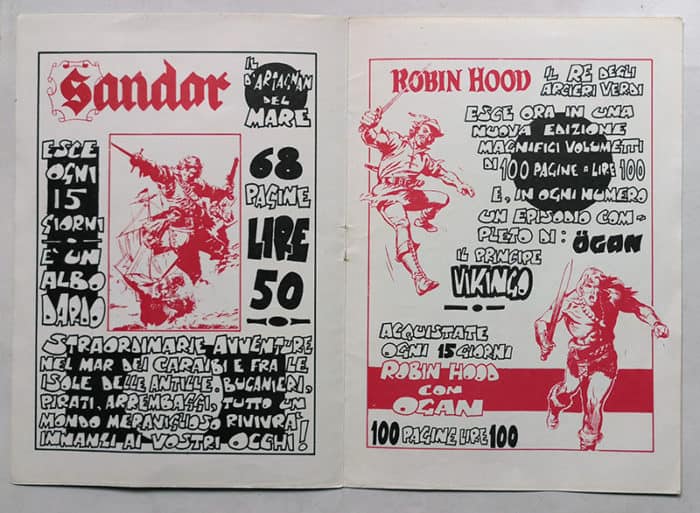 Sandor
IL
D'ARTAGNAN
DEL
MARE
ESCE
OGNI
15
GIORNI
È UN
ALBO
DARDO
68
PAGINE
LIRE
50
STRAORDINARIE AVVENTURE
NEL MAR DEI CARAIBI E FRA LE
ISOLE DELLE ANTILLE. BUCANIERI,
PIRATI, ARREMBAGGI, TUTTO UN
MONDO MERAVIGLIOSO RIVIVRÀ
INNANZI AI VOSTRI OCCHI!
ROBIN HOOD
IL RE DEGLI
ARCIERI VERDI
ESCE ORA IN UNA
NUOVA EDIZIONE
MAGNIFICI VOLUMETTI
DI 100 PAGINE A LIRE 100
E, IN OGNI NUMERO
UN EPISODIO COM-
PLETO DI: ÖGAN
IL PRINCIPE
VIKINGO
ACQUISTATE
OGNI 15 GIORNI
ROBIN HOOD
CON
OGAN
100 PAGINE LIRE 100